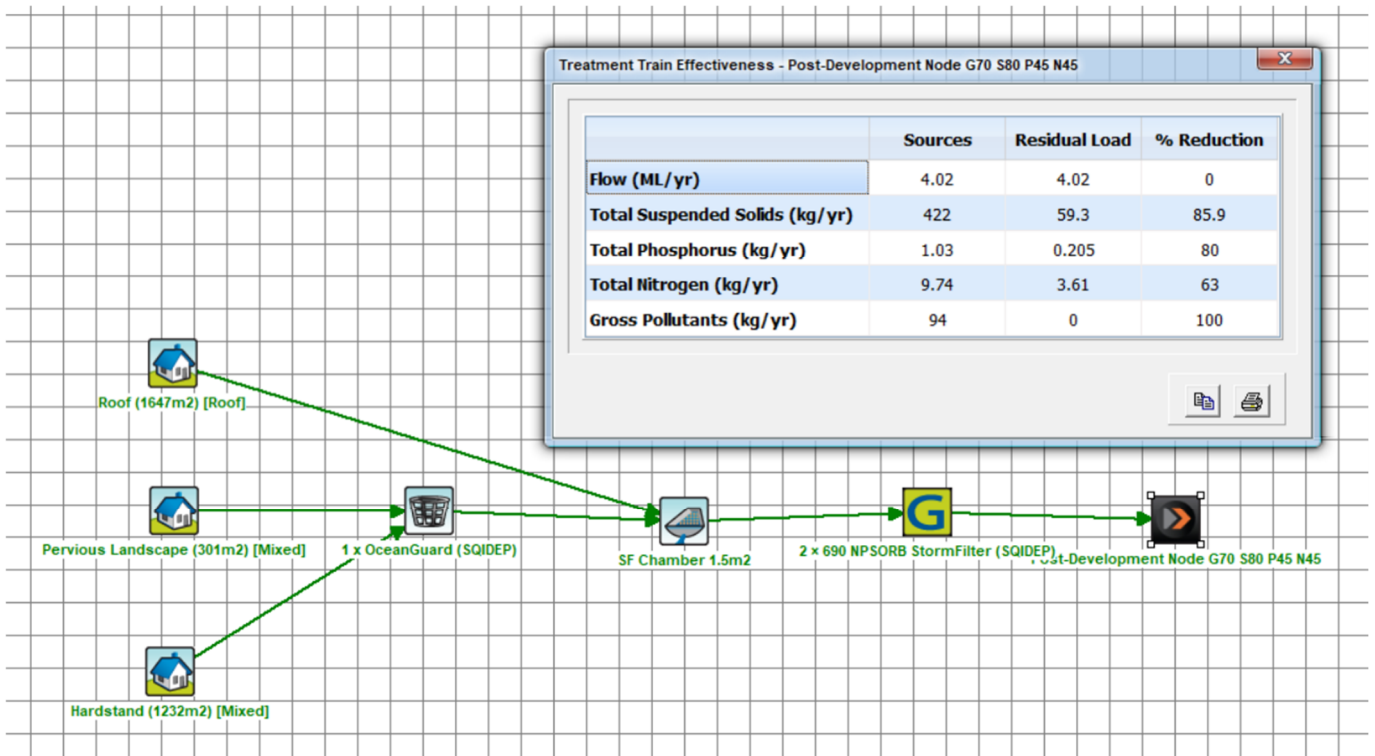 Treatment Train Effectiveness - Post-Development Node G70 S80 P45 N45
Sources Residual Load % Reduction
Flow (ML/yr) 4.02 4.02 0
Total Suspended Solids (kg/yr) 422 59.3 85.9
Total Phosphorus (kg/yr) 1.03 0.205 80
Total Nitrogen (kg/yr) 9.74 3.61 63
Gross Pollutants (kg/yr) 94 0 100
Roof (1647m2) [Roof]
Pervious Landscape (301m2) [Mixed]
1 x OceanGuard (SQIDEP)
SF Chamber 1.5m2
G
2 x 690 NPSORB StormFilter (SQIDEP)
Post-Development Node G70 S80 P45 N45
Hardstand (1232m2) [Mixed]